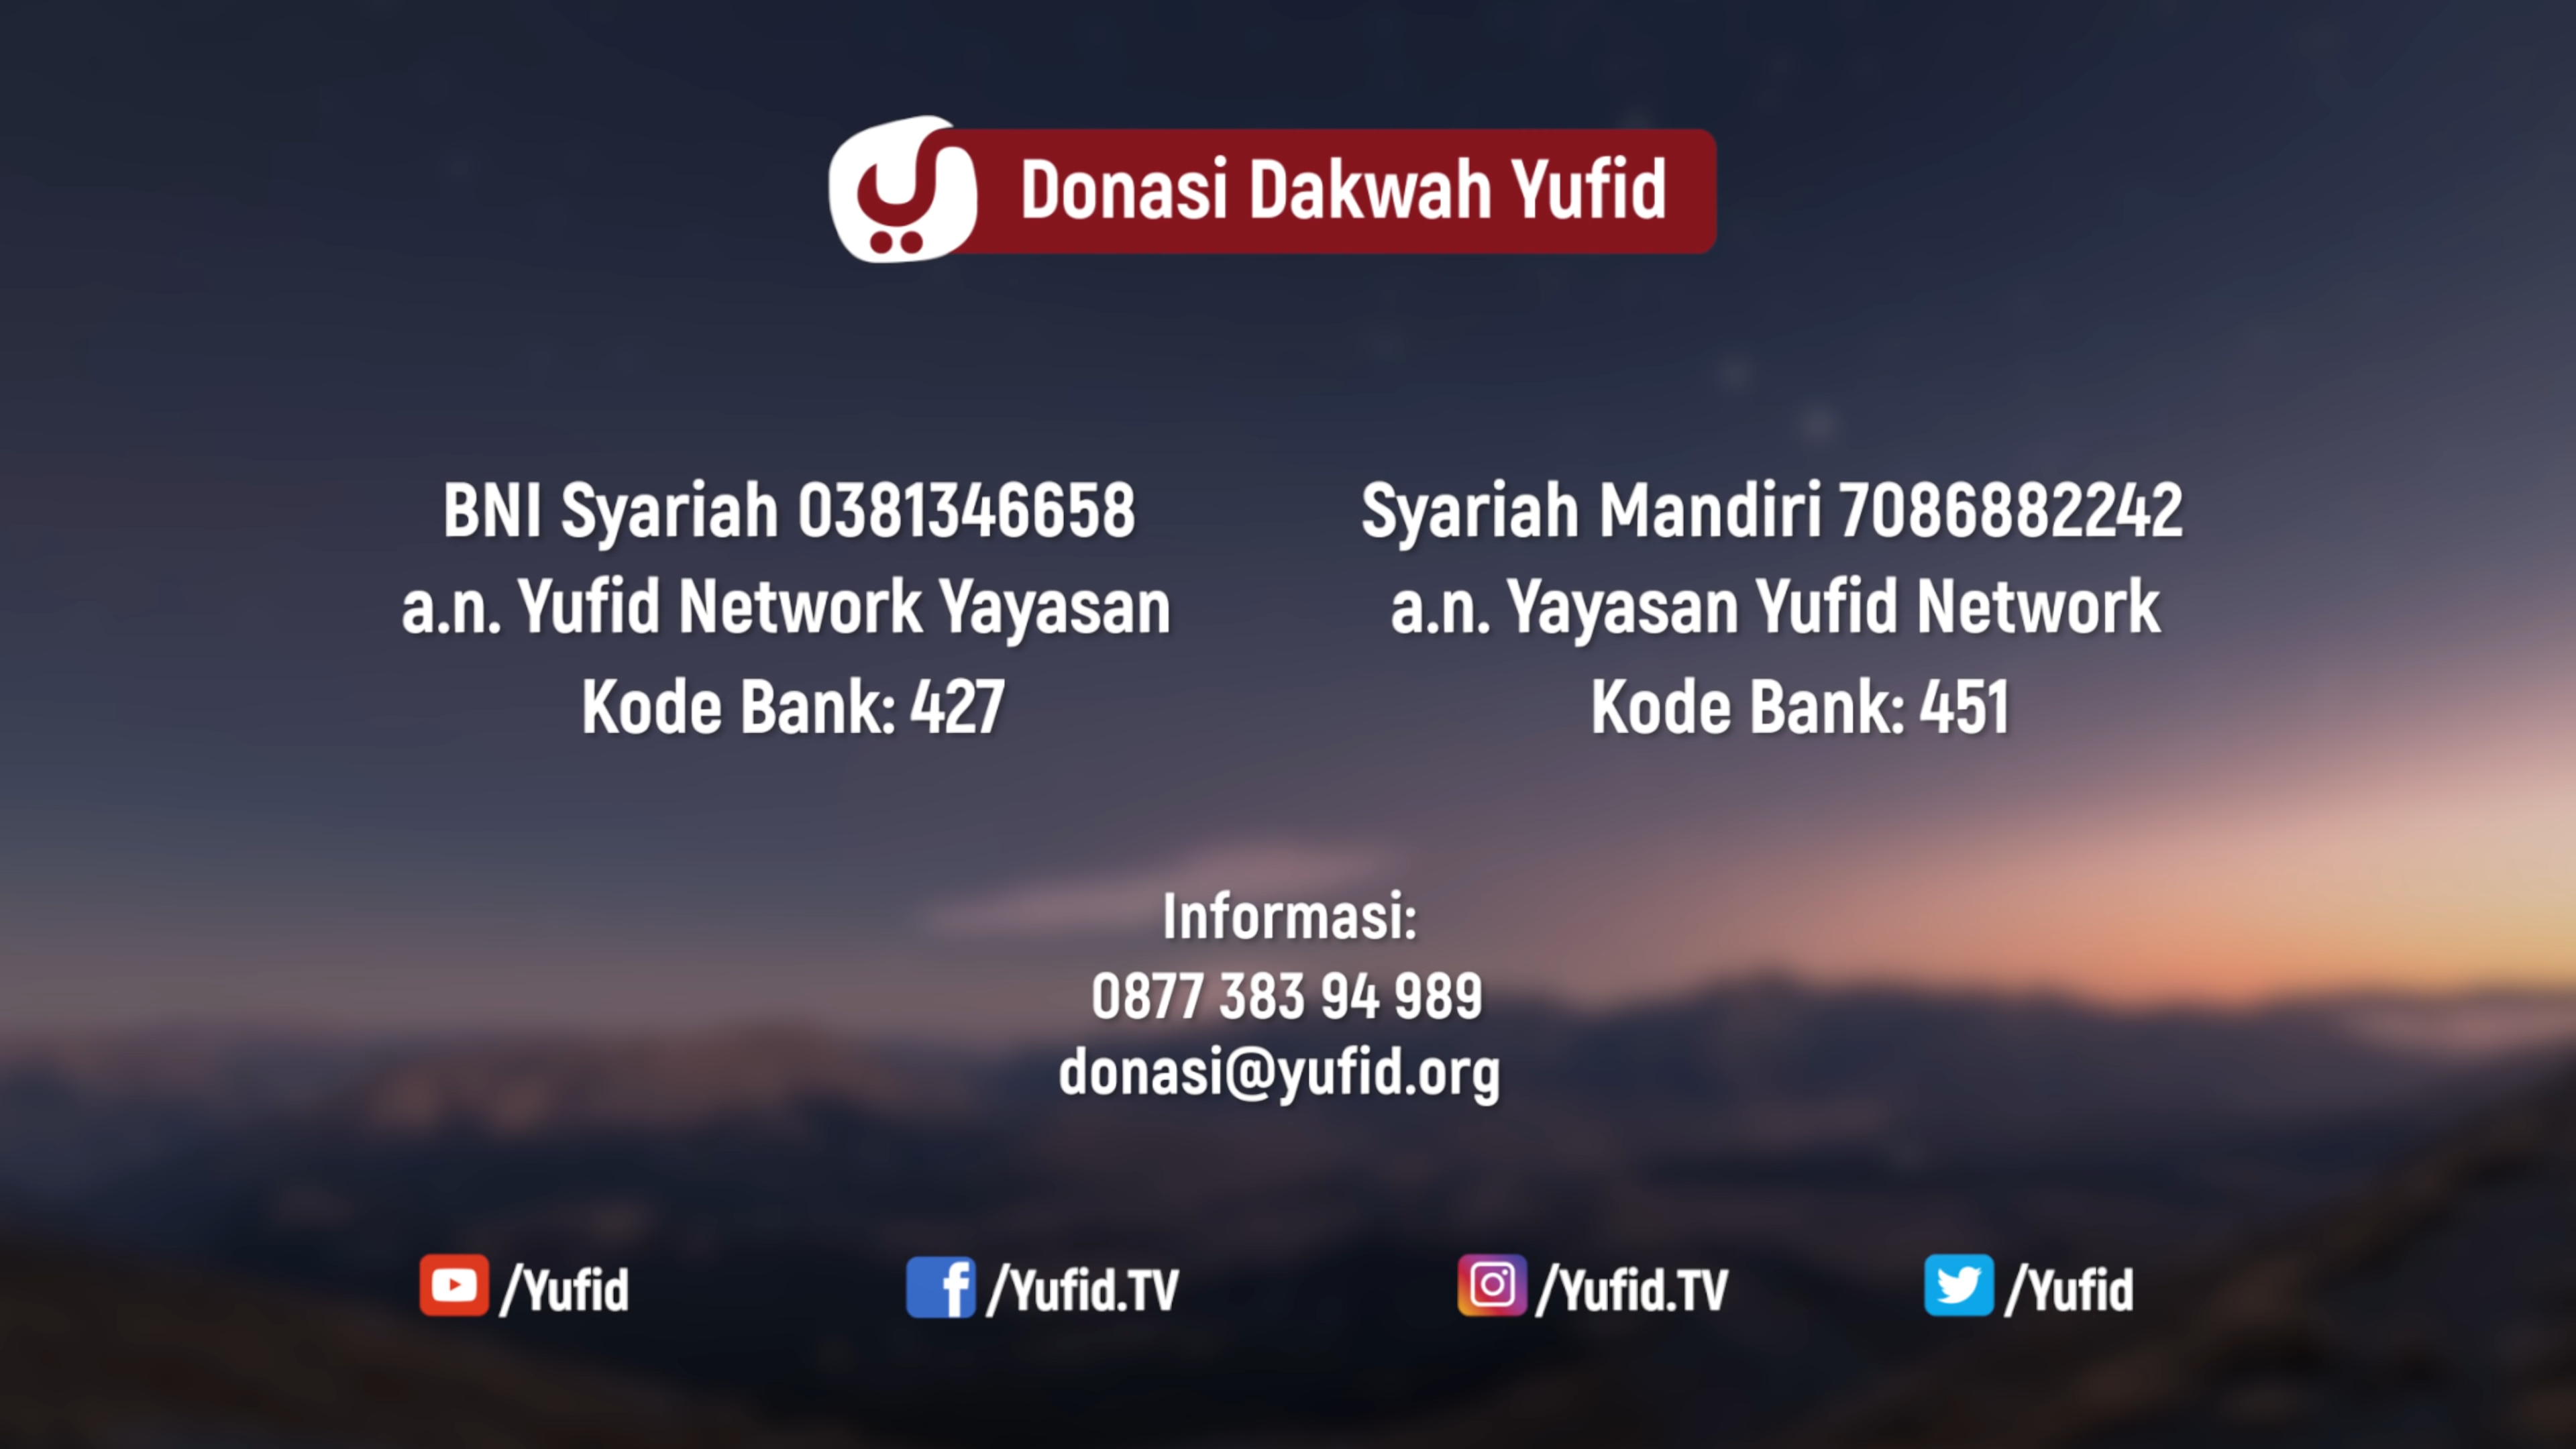 Donasi Dakwah Yufid
BNI Syariah 0381346658
a.n. Yufid Network Yayasan
Kode Bank: 427
Syariah Mandiri 7086882242
a.n. Yayasan Yufid Network
Kode Bank: 451
Informasi:
0877 383 94 989
donasi@yufid.org
/Yufid
/Yufid.TV
/Yufid.TV
/Yufid